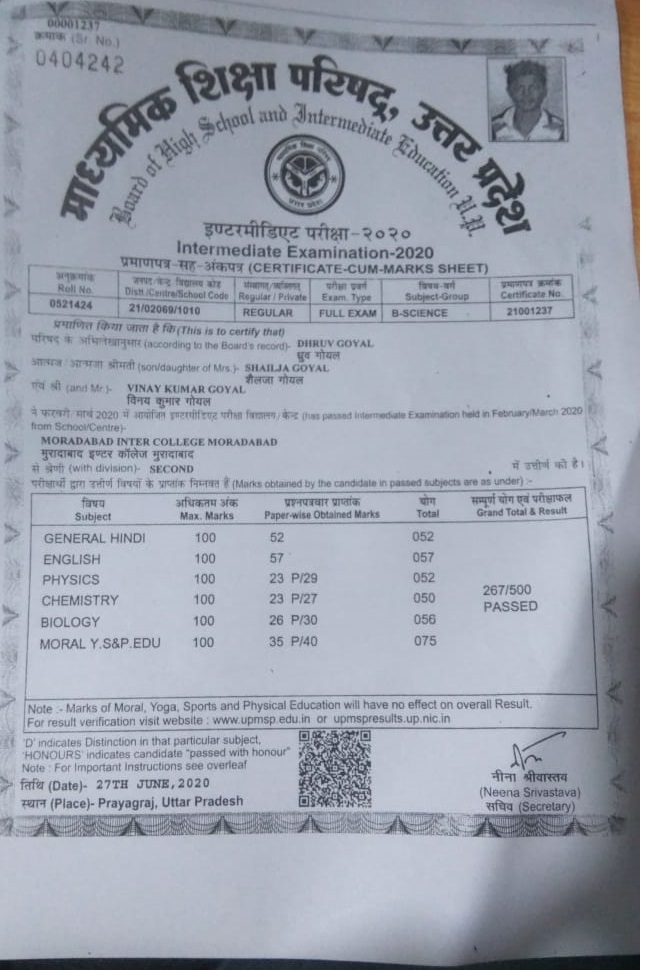 00001237
क्रमांक (Sr. No.)
0404242
माध्यमिक शिक्षा परिषद, उत्तर प्रदेश
Board of High School and Intermediate Education U.P.
इण्टरमीडिएट परीक्षा-२०२०
Intermediate Examination-2020
प्रमाणपत्र-सह-अंकपत्र (CERTIFICATE-CUM-MARKS SHEET)
अनुक्रमांक जनपद/केन्द्र विद्यालय कोड संस्थागत/व्यक्तिगत परीक्षा प्रकार विषय-वर्ग प्रमाणपत्र क्रमांक
Roll No. Distt./Centre/School Code Regular / Private Exam. Type Subject-Group Certificate No.
0521424 21/02069/1010 REGULAR FULL EXAM B-SCIENCE 21001237
प्रमाणित किया जाता है कि (This is to certify that)
परिषद के अभिलेखानुसार (according to the Board's record)- DHRUV GOYAL
ध्रुव गोयल
आत्मज/आत्मजा श्रीमती (son/daughter of Mrs.)- SHAILJA GOYAL
शैलजा गोयल
एवं श्री (and Mr.)- VINAY KUMAR GOYAL
विनय कुमार गोयल
ने फरवरी/मार्च 2020 में आयोजित इण्टरमीडिएट परीक्षा विद्यालय/केन्द्र (has passed Intermediate Examination held in February/March 2020
from School/Centre)-
MORADABAD INTER COLLEGE MORADABAD
मुरादाबाद इण्टर कॉलेज मुरादाबाद
से श्रेणी (with division)- SECOND में उत्तीर्ण की है।
परीक्षार्थी द्वारा उत्तीर्ण विषयों के प्राप्तांक निम्नवत हैं (Marks obtained by the candidate in passed subjects are as under) :-
विषय अधिकतम अंक प्रश्नपत्रवार प्राप्तांक योग सम्पूर्ण योग एवं परीक्षाफल
Subject Max. Marks Paper-wise Obtained Marks Total Grand Total & Result
GENERAL HINDI 100 52 052
ENGLISH 100 57 057
PHYSICS 100 23 P/29 052
267/500
CHEMISTRY 100 23 P/27 050
PASSED
BIOLOGY 100 26 P/30 056
MORAL Y.S&P.EDU 100 35 P/40 075
Note :- Marks of Moral, Yoga, Sports and Physical Education will have no effect on overall Result.
For result verification visit website : www.upmsp.edu.in or upmspresults.up.nic.in
'D' indicates Distinction in that particular subject,
'HONOURS' indicates candidate "passed with honour"
Note : For Important Instructions see overleaf
तिथि (Date)- 27TH JUNE,2020
स्थान (Place)- Prayagraj, Uttar Pradesh
नीना श्रीवास्तव
(Neena Srivastava)
सचिव (Secretary)